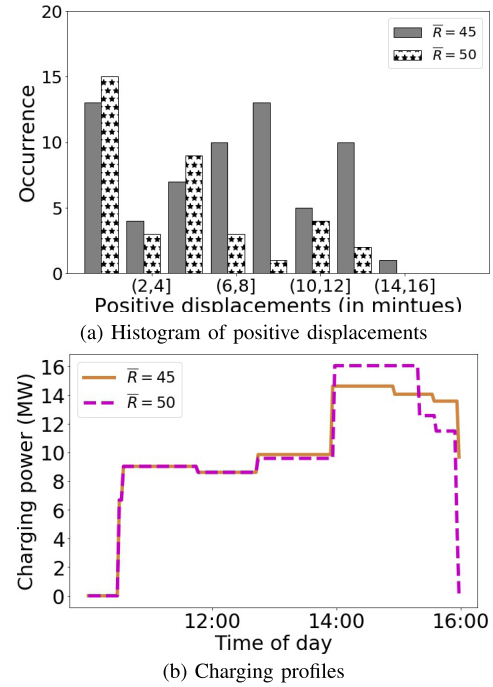 20
15
10
5
0
Occurrence
R̅ = 45
R̅ = 50
(2,4] (6,8] (10,12] (14,16]
Positive displacements (in mintues)
(a) Histogram of positive displacements
16
14
12
10
8
6
4
2
0
Charging power (MW)
R̅ = 45
R̅ = 50
12:00 14:00 16:00
Time of day
(b) Charging profiles